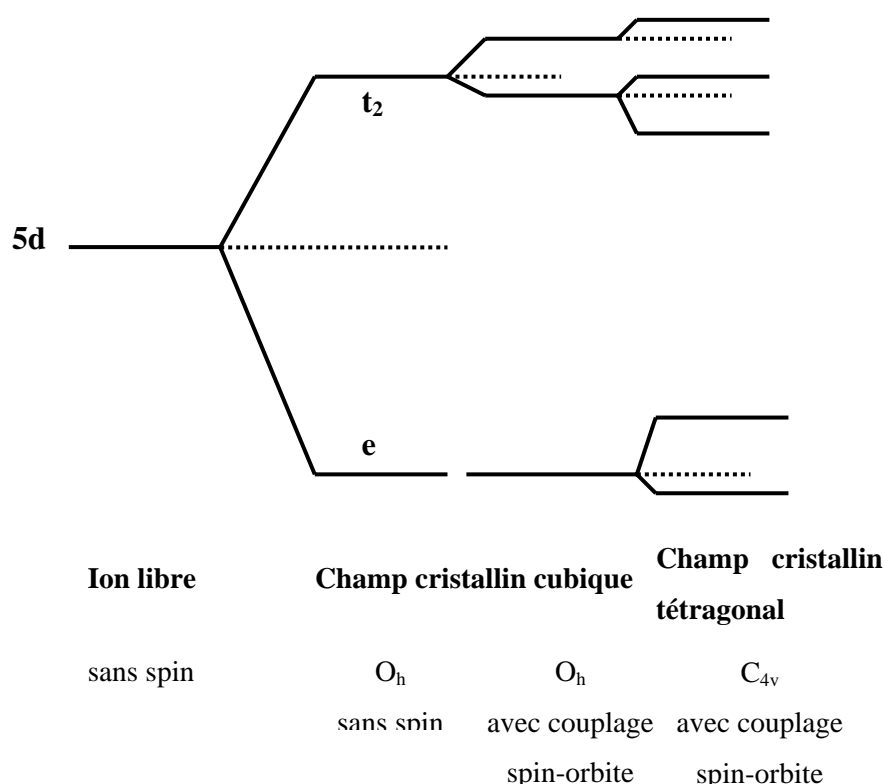 t₂
5d
e
Ion libre Champ cristallin cubique Champ cristallin
tétragonal
sans spin Oₕ Oₕ C₄ᵥ
sans spin avec couplage avec couplage
spin-orbite spin-orbite